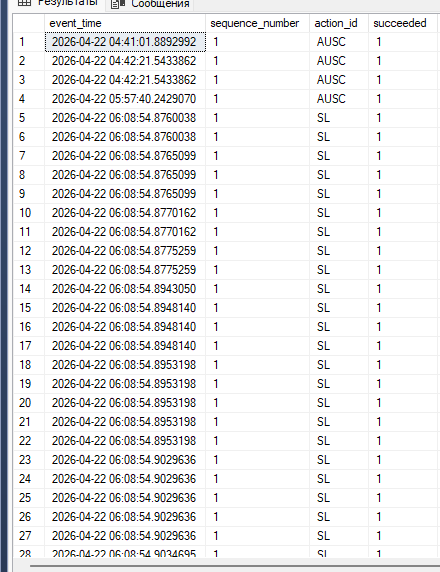 Результаты Сообщения
event_time sequence_number action_id succeeded
1 2026-04-22 04:41:01.8892992 1 AUSC 1
2 2026-04-22 04:42:21.5433862 1 AUSC 1
3 2026-04-22 04:42:21.5433862 1 AUSC 1
4 2026-04-22 05:57:40.2429070 1 AUSC 1
5 2026-04-22 06:08:54.8760038 1 SL 1
6 2026-04-22 06:08:54.8760038 1 SL 1
7 2026-04-22 06:08:54.8765099 1 SL 1
8 2026-04-22 06:08:54.8765099 1 SL 1
9 2026-04-22 06:08:54.8765099 1 SL 1
10 2026-04-22 06:08:54.8770162 1 SL 1
11 2026-04-22 06:08:54.8770162 1 SL 1
12 2026-04-22 06:08:54.8775259 1 SL 1
13 2026-04-22 06:08:54.8775259 1 SL 1
14 2026-04-22 06:08:54.8943050 1 SL 1
15 2026-04-22 06:08:54.8948140 1 SL 1
16 2026-04-22 06:08:54.8948140 1 SL 1
17 2026-04-22 06:08:54.8948140 1 SL 1
18 2026-04-22 06:08:54.8953198 1 SL 1
19 2026-04-22 06:08:54.8953198 1 SL 1
20 2026-04-22 06:08:54.8953198 1 SL 1
21 2026-04-22 06:08:54.8953198 1 SL 1
22 2026-04-22 06:08:54.8953198 1 SL 1
23 2026-04-22 06:08:54.9029636 1 SL 1
24 2026-04-22 06:08:54.9029636 1 SL 1
25 2026-04-22 06:08:54.9029636 1 SL 1
26 2026-04-22 06:08:54.9029636 1 SL 1
27 2026-04-22 06:08:54.9029636 1 SL 1
28 2026-04-22 06:08:54.9034695 1 SL 1